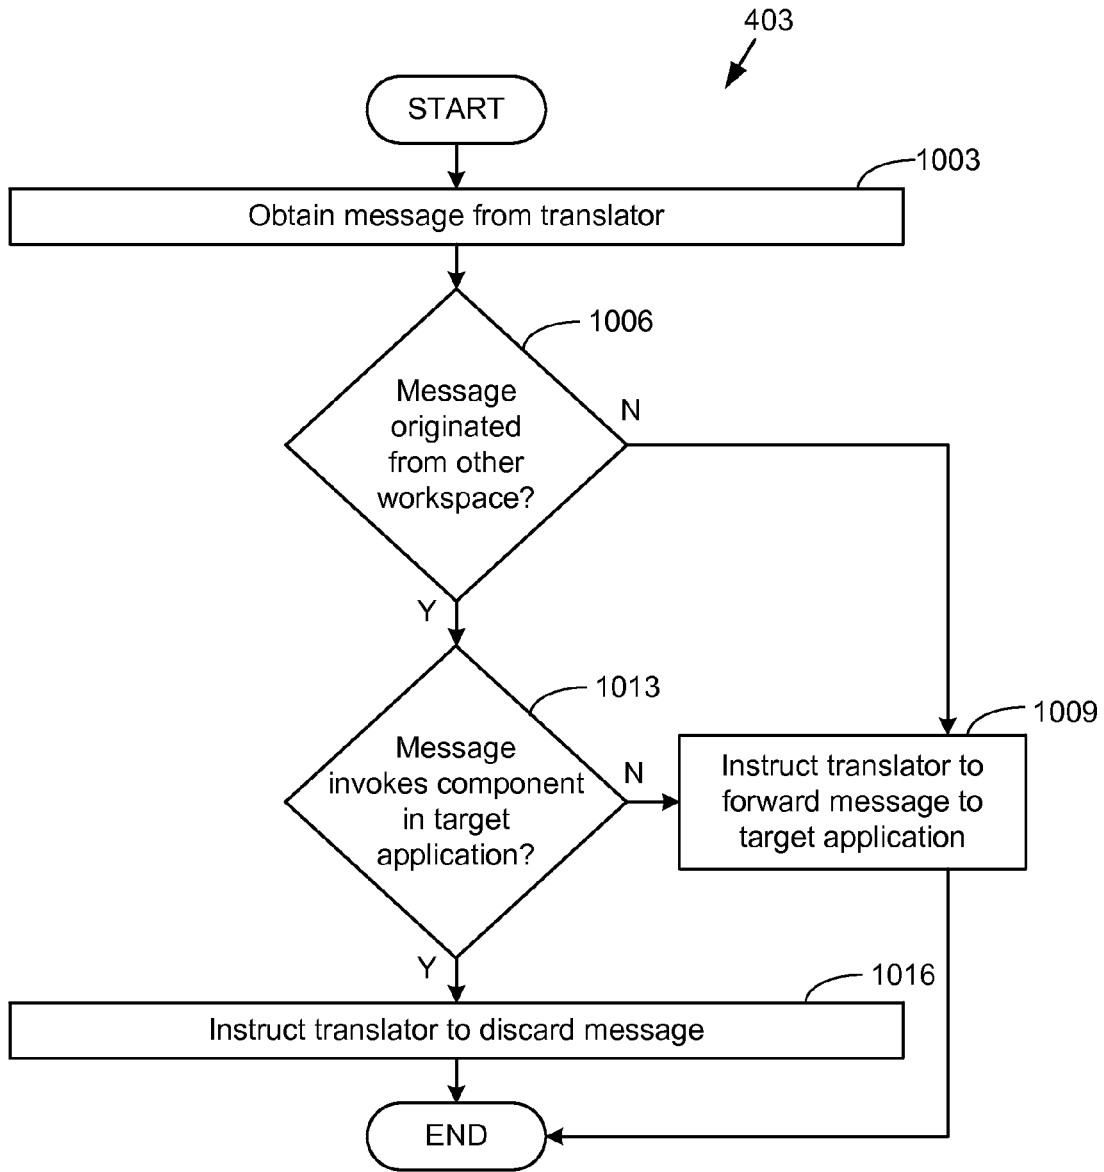 403
START
1003
Obtain message from translator
1006
Message
originated
from other
workspace?
N
Y
1013
Message
invokes component
in target
application?
N
1009
Instruct translator to
forward message to
target application
Y
1016
Instruct translator to discard message
END